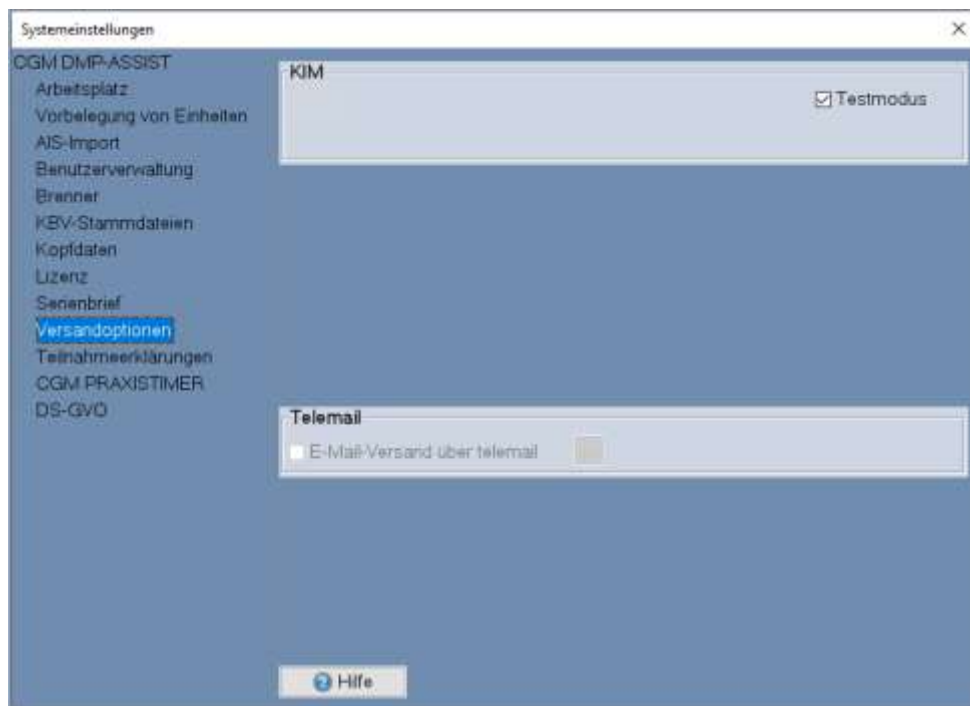 Systemeinstellungen
CGM DMP-ASSIST
Arbeitsplatz
Vorbelegung von Einheiten
AIS-Import
Benutzerverwaltung
Brenner
KBV-Stammdateien
Kopfdaten
Lizenz
Serienbrief
Versandoptionen
Teilnahmeerklärungen
CGM PRAXISTIMER
DS-GVO
KIM
Testmodus
Telemail
E-Mail-Versand über telemail
Hilfe